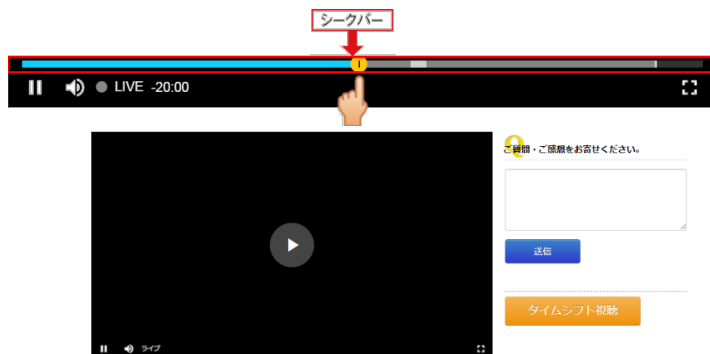 シークバー
LIVE -20:00
Q
ご質問・ご感想をお寄せください。
送信
タイムシフト視聴
ライブ